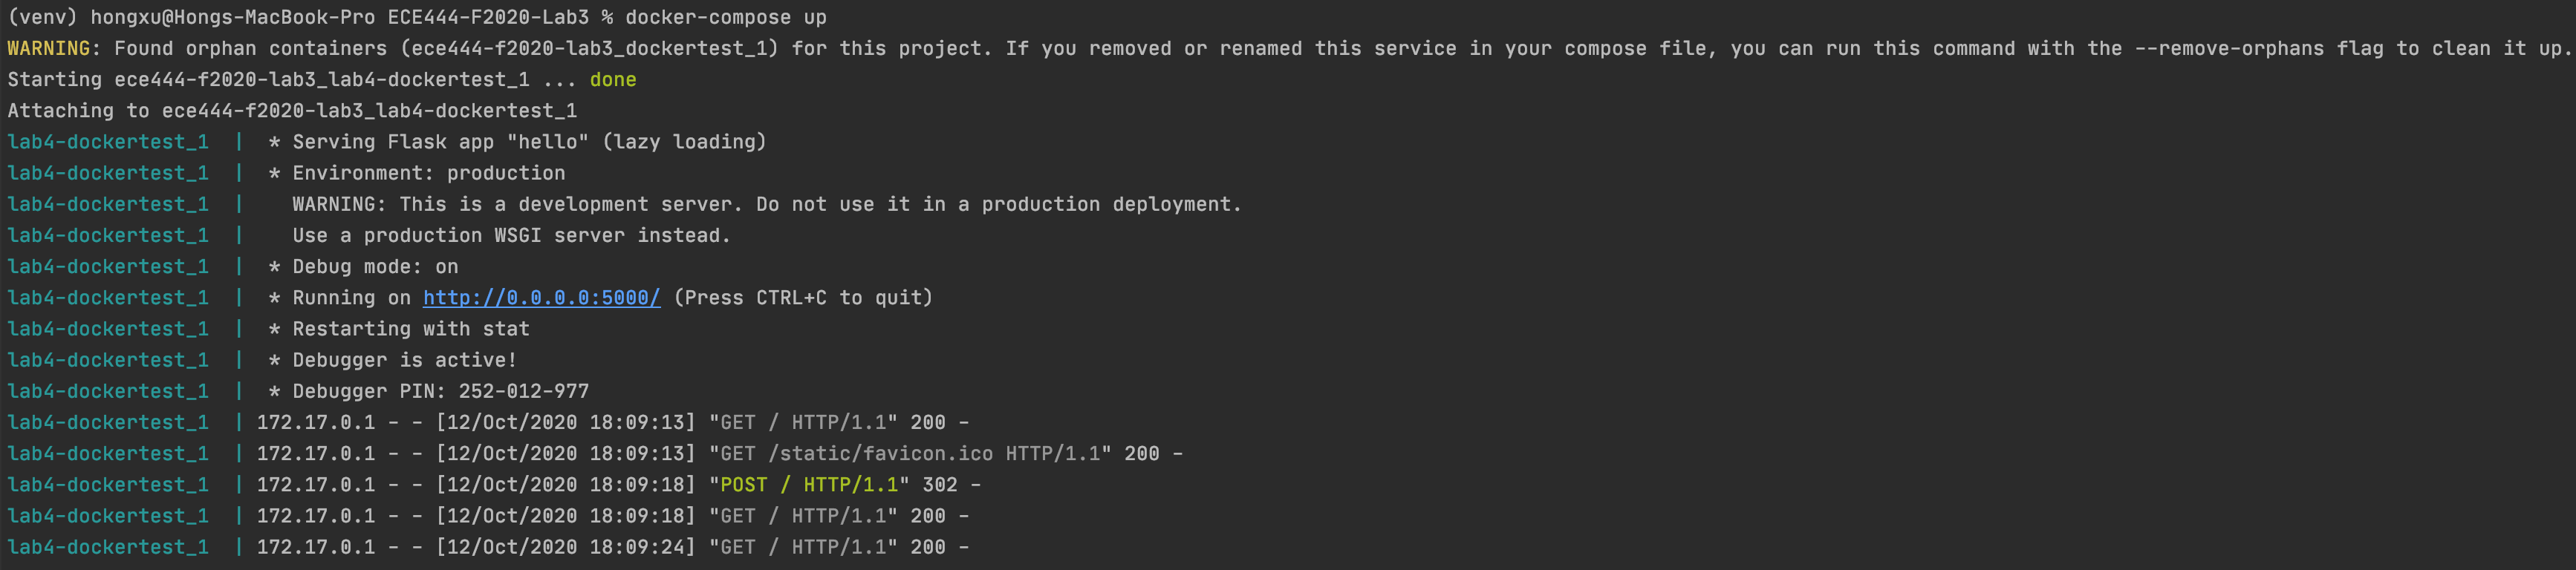 (venv) hongxu@Hongs-MacBook-Pro ECE444-F2020-Lab3 % docker-compose up
WARNING: Found orphan containers (ece444-f2020-lab3_dockertest_1) for this project. If you removed or renamed this service in your compose file, you can run this command with the --remove-orphans flag to clean it up.
Starting ece444-f2020-lab3_lab4-dockertest_1 ... done
Attaching to ece444-f2020-lab3_lab4-dockertest_1
lab4-dockertest_1  |  * Serving Flask app "hello" (lazy loading)
lab4-dockertest_1  |  * Environment: production
lab4-dockertest_1  |    WARNING: This is a development server. Do not use it in a production deployment.
lab4-dockertest_1  |    Use a production WSGI server instead.
lab4-dockertest_1  |  * Debug mode: on
lab4-dockertest_1  |  * Running on http://0.0.0.0:5000/ (Press CTRL+C to quit)
lab4-dockertest_1  |  * Restarting with stat
lab4-dockertest_1  |  * Debugger is active!
lab4-dockertest_1  |  * Debugger PIN: 252-012-977
lab4-dockertest_1  | 172.17.0.1 - - [12/Oct/2020 18:09:13] "GET / HTTP/1.1" 200 -
lab4-dockertest_1  | 172.17.0.1 - - [12/Oct/2020 18:09:13] "GET /static/favicon.ico HTTP/1.1" 200 -
lab4-dockertest_1  | 172.17.0.1 - - [12/Oct/2020 18:09:18] "POST / HTTP/1.1" 302 -
lab4-dockertest_1  | 172.17.0.1 - - [12/Oct/2020 18:09:18] "GET / HTTP/1.1" 200 -
lab4-dockertest_1  | 172.17.0.1 - - [12/Oct/2020 18:09:24] "GET / HTTP/1.1" 200 -